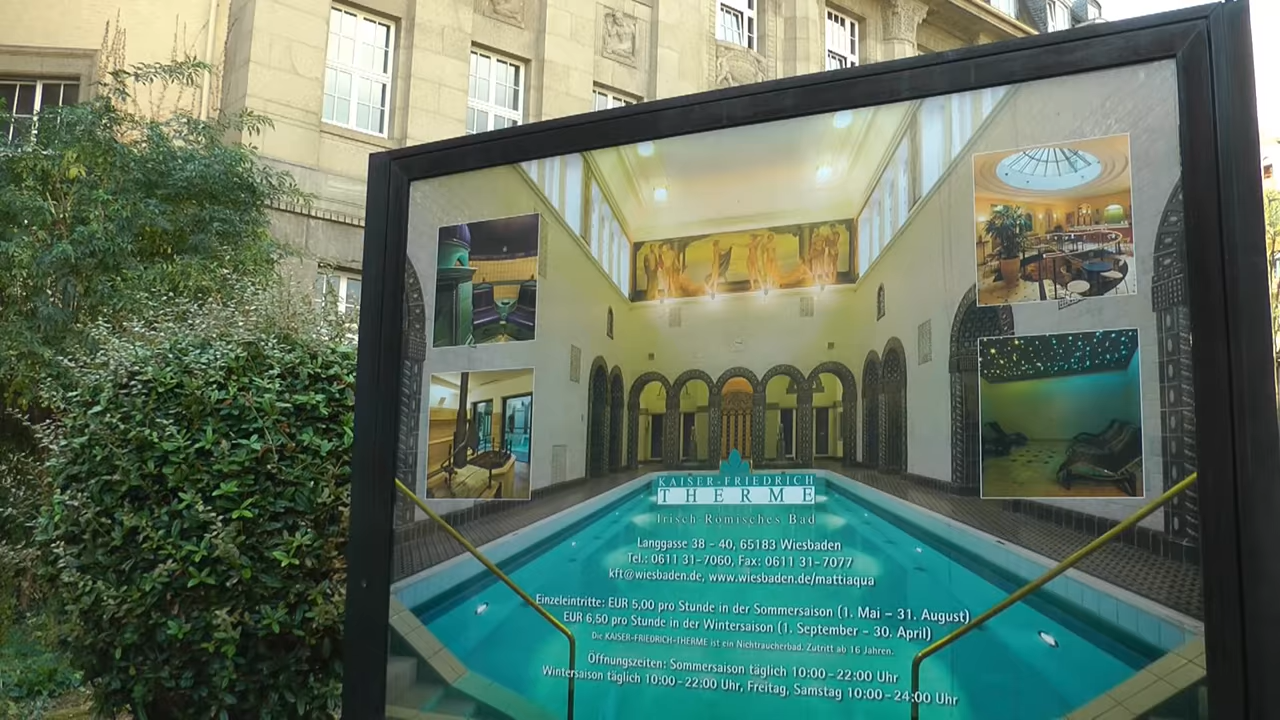 KAISER-FRIEDRICH
THERME
Irisch-Römisches Bad
Langgasse 38 - 40, 65183 Wiesbaden
Tel.: 0611 31-7060, Fax: 0611 31-7077
kft@wiesbaden.de, www.wiesbaden.de/mattiaqua
Einzeleintritte: EUR 5,00 pro Stunde in der Sommersaison (1. Mai – 31. August)
EUR 6,50 pro Stunde in der Wintersaison (1. September – 30. April)
Die KAISER-FRIEDRICH-THERME ist ein Nichtraucherbad. Zutritt ab 16 Jahren.
Öffnungszeiten: Sommersaison täglich 10:00-22:00 Uhr
Wintersaison täglich 10:00-22:00 Uhr, Freitag, Samstag 10:00-24:00 Uhr